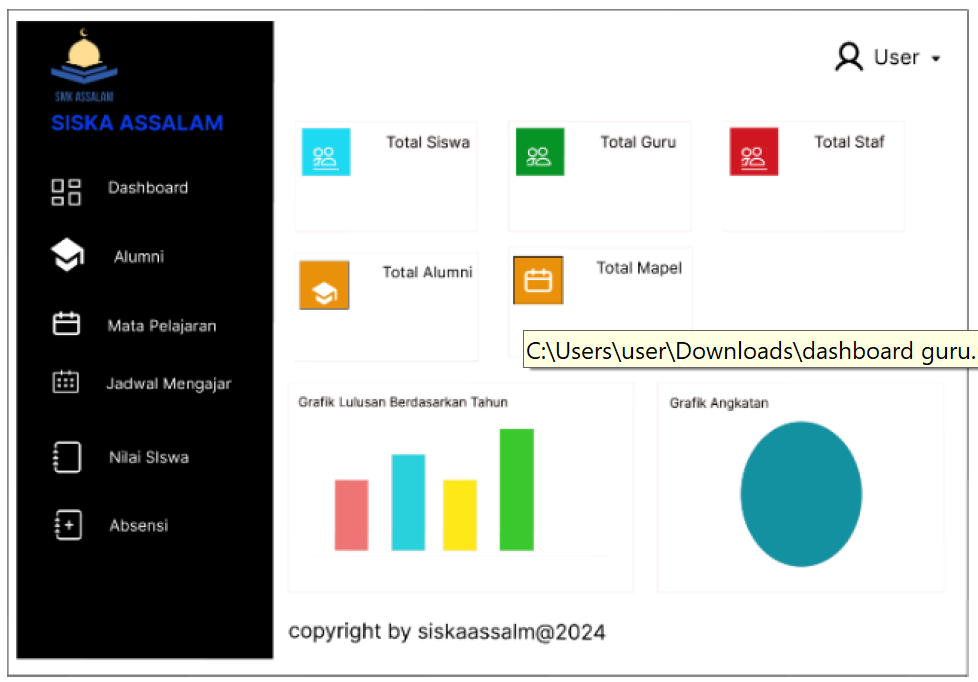 SMK ASSALAM
SISKA ASSALAM
Dashboard
Alumni
Mata Pelajaran
Jadwal Mengajar
Nilai SIswa
Absensi
User
Total Siswa
Total Guru
Total Staf
Total Alumni
Total Mapel
C:\Users\user\Downloads\dashboard guru.
Grafik Lulusan Berdasarkan Tahun
Grafik Angkatan
copyright by siskaassalm@2024